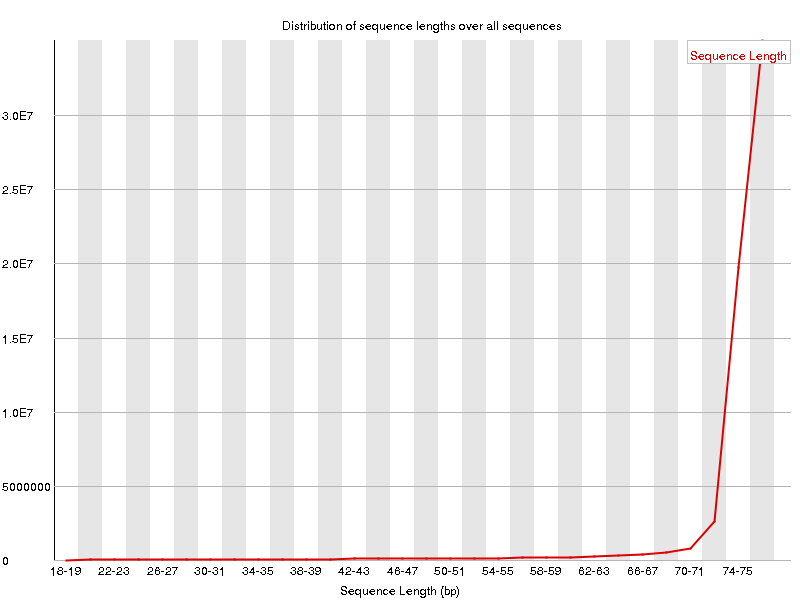 Distribution of sequence lengths over all sequences
Sequence Length
3.0E7
2.5E7
2.0E7
1.5E7
1.0E7
5000000
0
18-19 22-23 26-27 30-31 34-35 38-39 42-43 46-47 50-51 54-55 58-59 62-63 66-67 70-71 74-75
Sequence Length (bp)